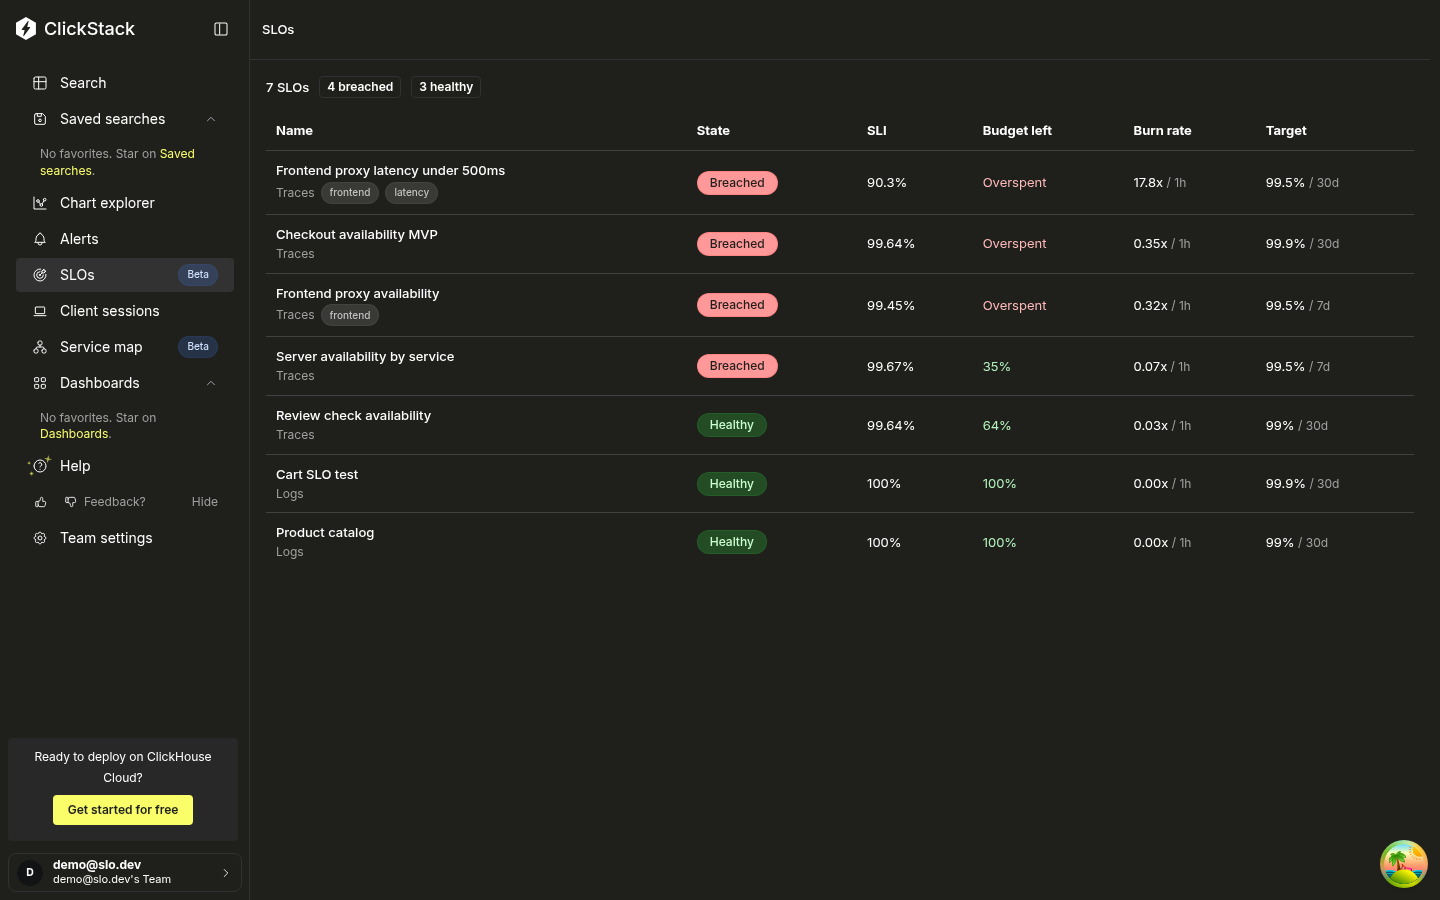 ClickStack
Search
Saved searches
No favorites. Star on Saved
searches.
Chart explorer
Alerts
SLOs Beta
Client sessions
Service map Beta
Dashboards
No favorites. Star on
Dashboards.
Help
Feedback? Hide
Team settings
Ready to deploy on ClickHouse
Cloud?
Get started for free
D
demo@slo.dev
demo@slo.dev's Team
SLOs
7 SLOs 4 breached 3 healthy
Name State SLI Budget left Burn rate Target
Frontend proxy latency under 500ms
Traces frontend latency
Breached 90.3% Overspent 17.8x / 1h 99.5% / 30d
Checkout availability MVP
Traces
Breached 99.64% Overspent 0.35x / 1h 99.9% / 30d
Frontend proxy availability
Traces frontend
Breached 99.45% Overspent 0.32x / 1h 99.5% / 7d
Server availability by service
Traces
Breached 99.67% 35% 0.07x / 1h 99.5% / 7d
Review check availability
Traces
Healthy 99.64% 64% 0.03x / 1h 99% / 30d
Cart SLO test
Logs
Healthy 100% 100% 0.00x / 1h 99.9% / 30d
Product catalog
Logs
Healthy 100% 100% 0.00x / 1h 99% / 30d